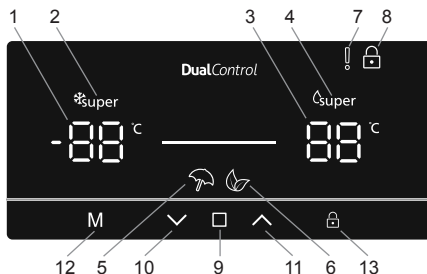 1 2 3 4 7 8
DualControl
super super
-88 °C 88 °C
M
12 5 10 9 11 6 13